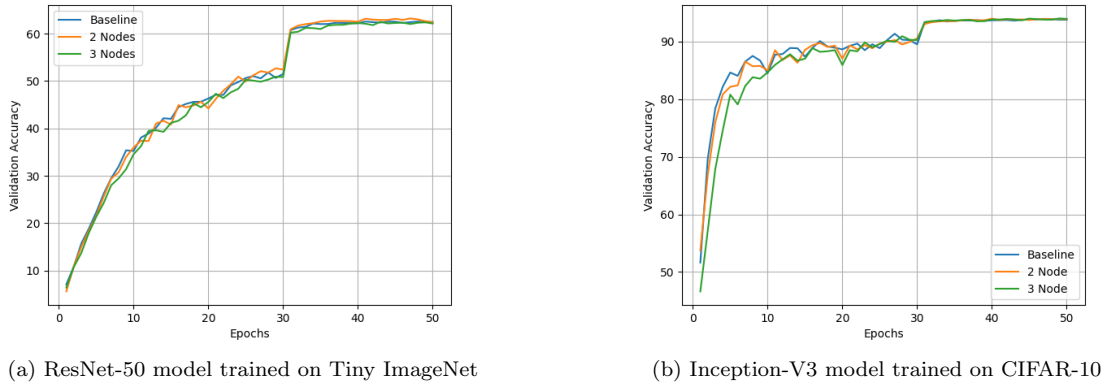 Baseline
2 Nodes
3 Nodes
60
50
40
30
20
10
Validation Accuracy
0 10 20 30 40 50
Epochs
(a) ResNet-50 model trained on Tiny ImageNet
90
80
70
60
50
Validation Accuracy
Baseline
2 Node
3 Node
0 10 20 30 40 50
Epochs
(b) Inception-V3 model trained on CIFAR-10